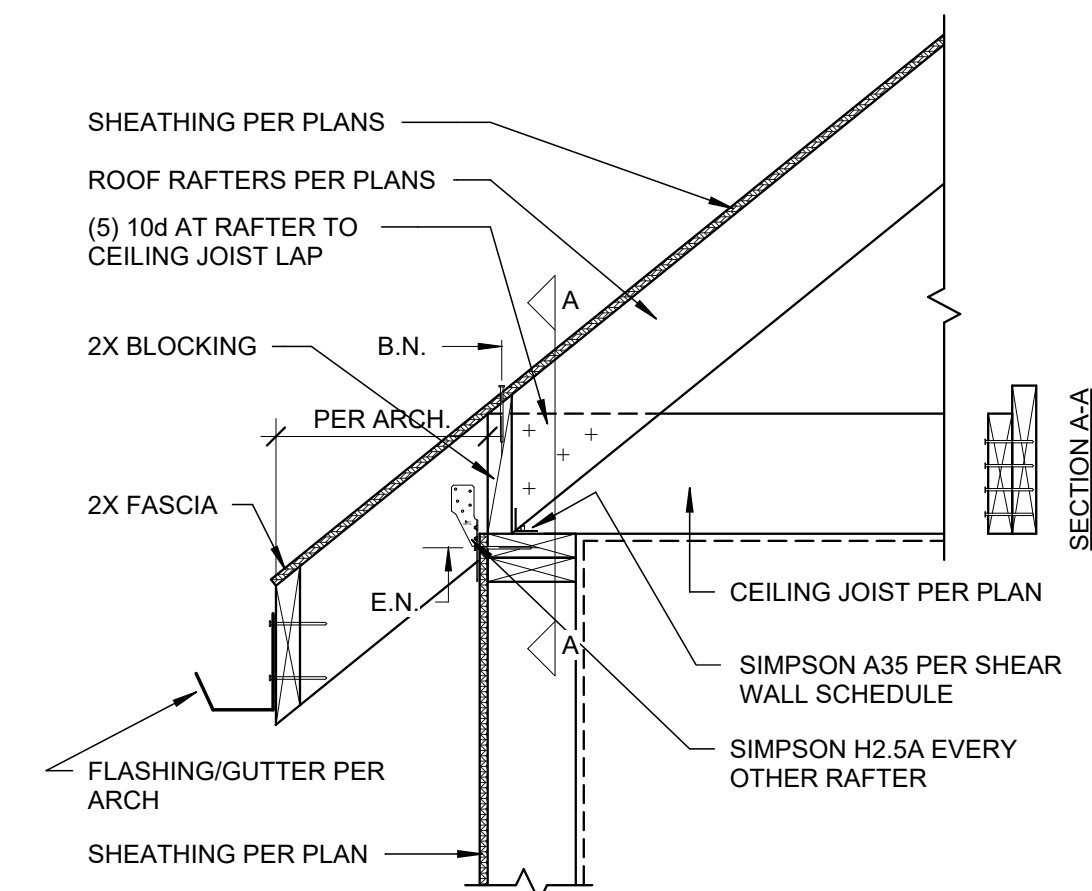 SHEATHING PER PLANS
ROOF RAFTERS PER PLANS
(5) 10d AT RAFTER TO
CEILING JOIST LAP
A
2X BLOCKING
B.N.
PER ARCH.
2X FASCIA
SECTION A-A
E.N.
CEILING JOIST PER PLAN
A
SIMPSON A35 PER SHEAR
WALL SCHEDULE
SIMPSON H2.5A EVERY
OTHER RAFTER
FLASHING/GUTTER PER
ARCH
SHEATHING PER PLAN